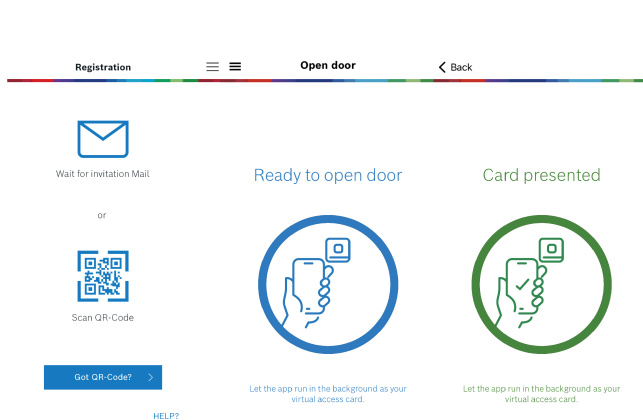 Registration
Wait for invitation Mail
or
Scan QR-Code
Got QR-Code?
HELP?
Open door
Ready to open door
Let the app run in the background as your
virtual access card.
Back
Card presented
Let the app run in the background as your
virtual access card.